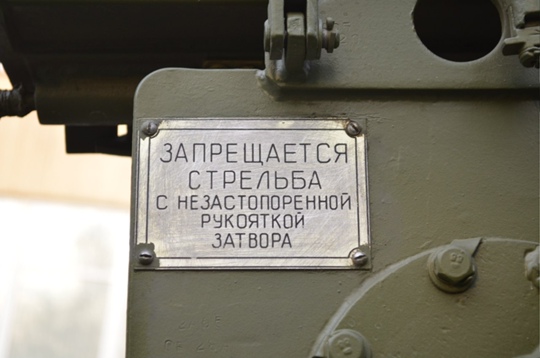 ЗАПРЕЩАЕТСЯ
СТРЕЛЬБА
С НЕЗАСТОПОРЕННОЙ
РУКОЯТКОЙ
ЗАТВОРА